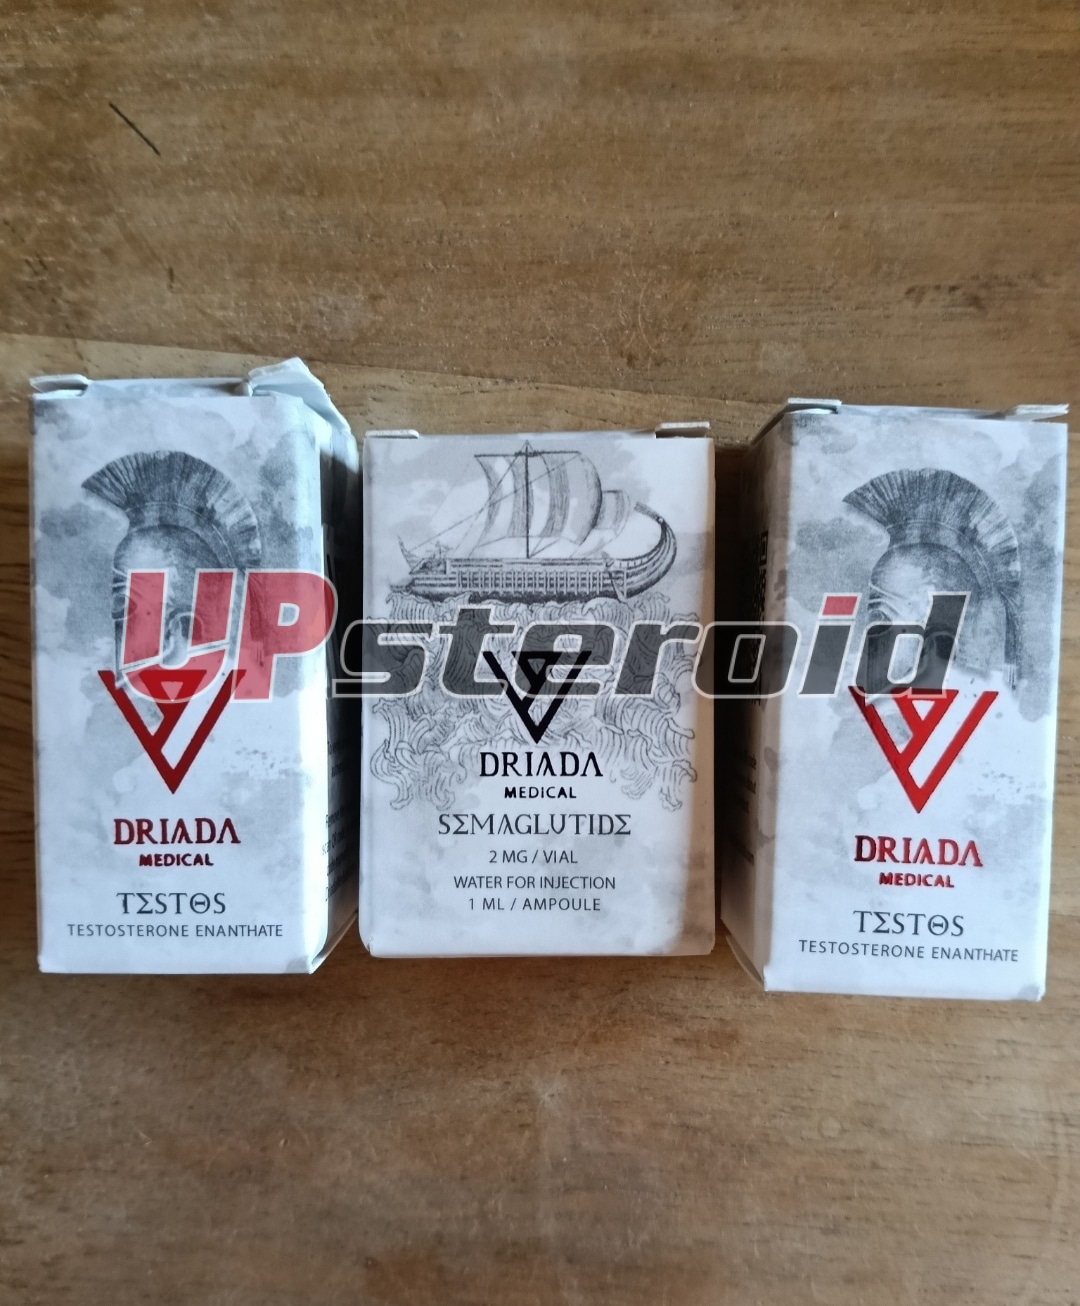 UPsteroid
DRIADA
MEDICAL
TΣSTΘS
TESTOSTERONE ENANTHATE
DRIADA
MEDICAL
SΣMAGLUTIDΣ
2 MG / VIAL
WATER FOR INJECTION
1 ML / AMPOULE
DRIADA
MEDICAL
TΣSTΘS
TESTOSTERONE ENANTHATE